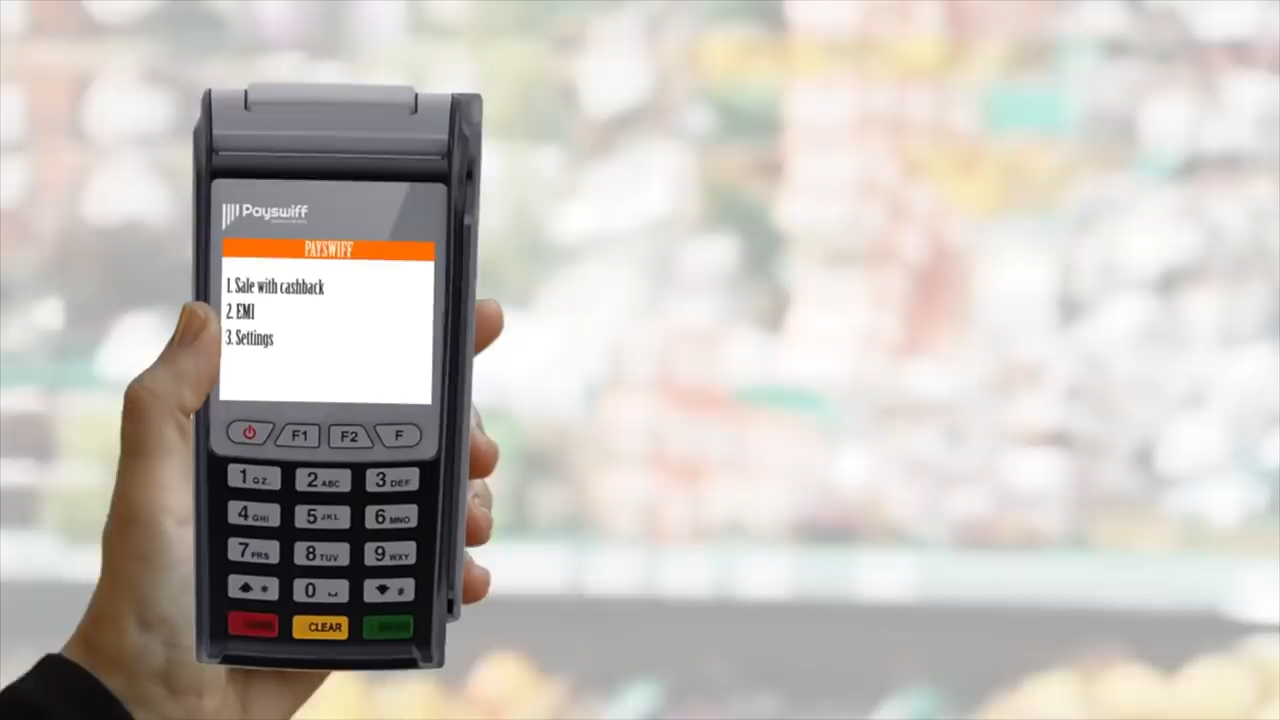 Payswiff
PAYSWIFF
1. Sale with cashback
2. EMI
3. Settings
F1 F2 F
1 QZ. 2 ABC 3 DEF
4 GHI 5 JKL 6 MNO
7 PRS 8 TUV 9 WXY
* 0 #
CLEAR